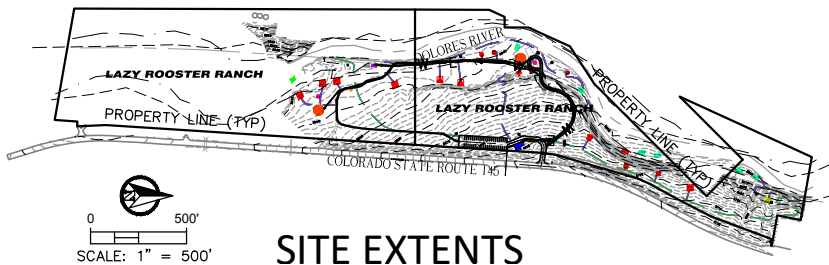 DOLORES RIVER
LAZY ROOSTER RANCH
PROPERTY LINE (TYP)
LAZY ROOSTER RANCH
PROPERTY LINE (TYP)
COLORADO STATE ROUTE 145
0 500'
SCALE: 1" = 500'
SITE EXTENTS